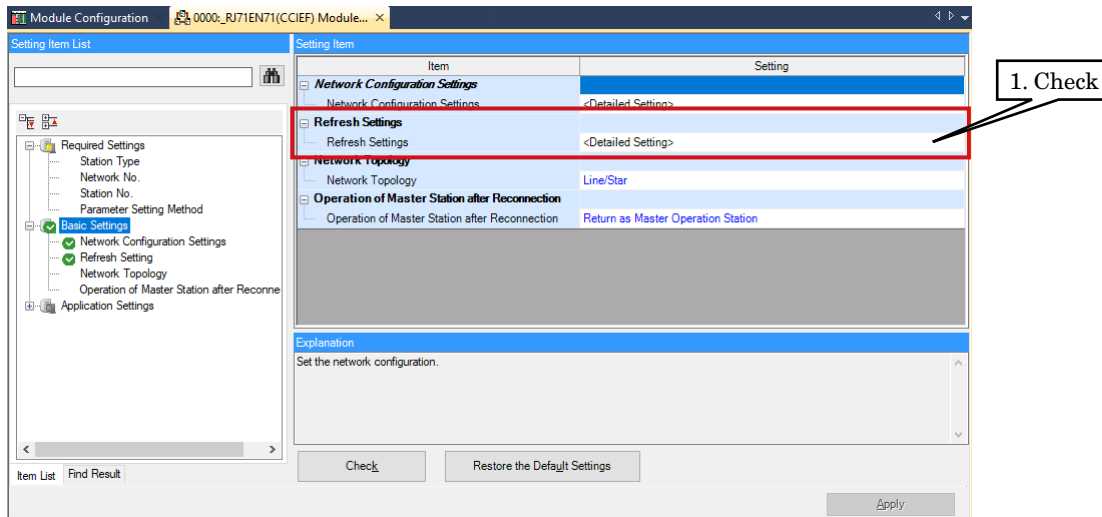 Module Configuration
0000:_RJ71EN71(CCIEF) Module... ×
Setting Item List
Setting Item
Item
Setting
Network Configuration Settings
Network Configuration Settings
<Detailed Setting>
Refresh Settings
Refresh Settings
<Detailed Setting>
Network Topology
Network Topology
Line/Star
Operation of Master Station after Reconnection
Operation of Master Station after Reconnection
Return as Master Operation Station
1. Check
Required Settings
Station Type
Network No.
Station No.
Parameter Setting Method
Basic Settings
Network Configuration Settings
Refresh Setting
Network Topology
Operation of Master Station after Reconne
Application Settings
Explanation
Set the network configuration.
Item List
Find Result
Check
Restore the Default Settings
Apply